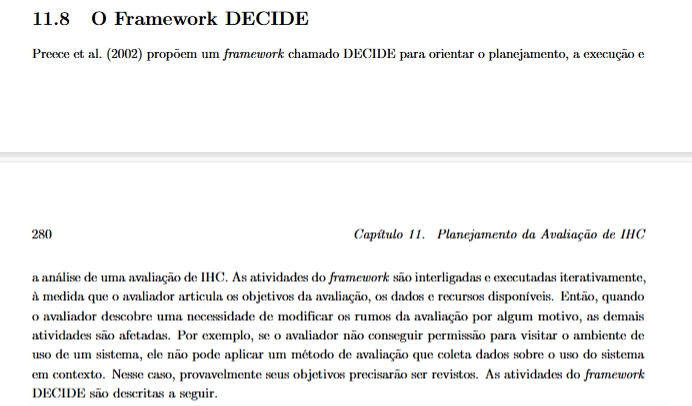 11.8 O Framework DECIDE
Preece et al. (2002) propõem um framework chamado DECIDE para orientar o planejamento, a execução e
280 Capítulo 11. Planejamento da Avaliação de IHC
a análise de uma avaliação de IHC. As atividades do framework são interligadas e executadas iterativamente,
à medida que o avaliador articula os objetivos da avaliação, os dados e recursos disponíveis. Então, quando
o avaliador descobre uma necessidade de modificar os rumos da avaliação por algum motivo, as demais
atividades são afetadas. Por exemplo, se o avaliador não conseguir permissão para visitar o ambiente de
uso de um sistema, ele não pode aplicar um método de avaliação que coleta dados sobre o uso do sistema
em contexto. Nesse caso, provavelmente seus objetivos precisarão ser revistos. As atividades do framework
DECIDE são descritas a seguir.